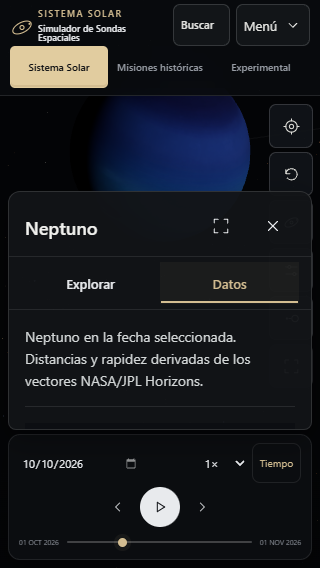 SISTEMA SOLAR
Simulador de Sondas
Espaciales
Buscar
Menú
Sistema Solar
Misiones históricas
Experimental
Neptuno
Explorar
Datos
Neptuno en la fecha seleccionada.
Distancias y rapidez derivadas de los
vectores NASA/JPL Horizons.
10/10/2026
1×
Tiempo
01 OCT 2026
01 NOV 2026